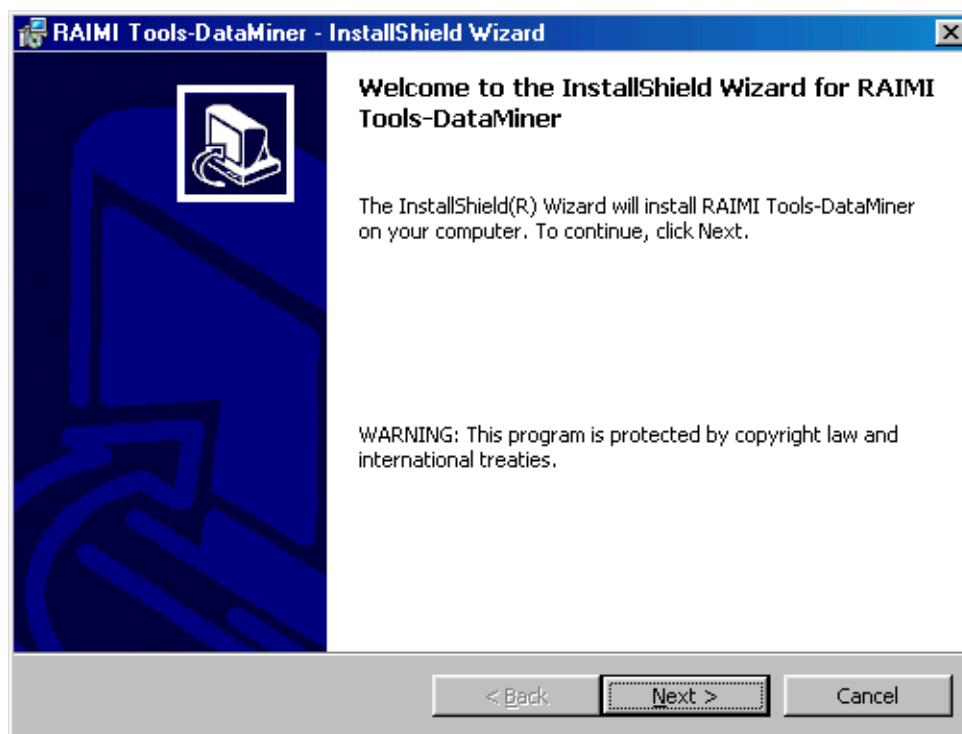 RAIMI Tools-DataMiner - InstallShield Wizard
Welcome to the InstallShield Wizard for RAIMI
Tools-DataMiner
The InstallShield(R) Wizard will install RAIMI Tools-DataMiner
on your computer. To continue, click Next.
WARNING: This program is protected by copyright law and
international treaties.
< Back
Next >
Cancel